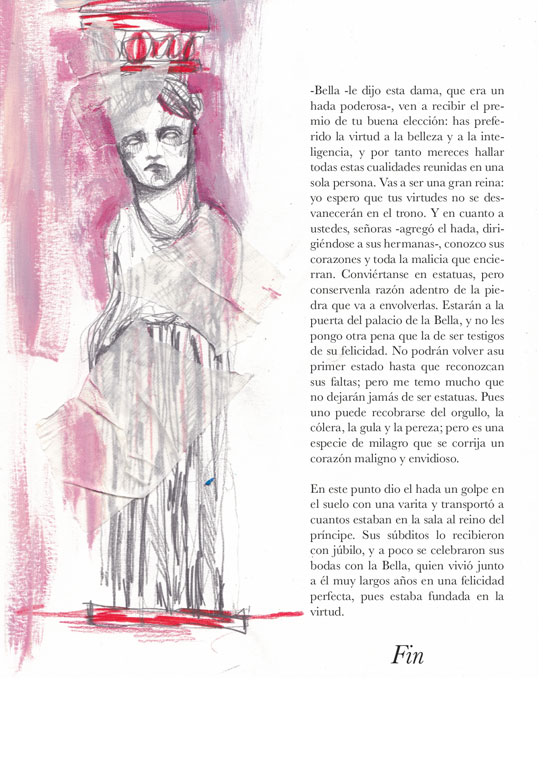 -Bella -le dijo esta dama, que era un
hada poderosa-, ven a recibir el pre-
mio de tu buena elección: has prefe-
rido la virtud a la belleza y a la inte-
ligencia, y por tanto mereces hallar
todas estas cualidades reunidas en una
sola persona. Vas a ser una gran reina:
yo espero que tus virtudes no se des-
vanecerán en el trono. Y en cuanto a
ustedes, señoras -agregó el hada, diri-
giéndose a sus hermanas-, conozco sus
corazones y toda la malicia que encie-
rran. Conviértanse en estatuas, pero
conservenla razón adentro de la pie-
dra que va a envolverlas. Estarán a la
puerta del palacio de la Bella, y no les
pongo otra pena que la de ser testigos
de su felicidad. No podrán volver asu
primer estado hasta que reconozcan
sus faltas; pero me temo mucho que
no dejarán jamás de ser estatuas. Pues
uno puede recobrarse del orgullo, la
cólera, la gula y la pereza; pero es una
especie de milagro que se corrija un
corazón maligno y envidioso.
En este punto dio el hada un golpe en
el suelo con una varita y transportó a
cuantos estaban en la sala al reino del
príncipe. Sus súbditos lo recibieron
con júbilo, y a poco se celebraron sus
bodas con la Bella, quien vivió junto
a él muy largos años en una felicidad
perfecta, pues estaba fundada en la
virtud.
Fin